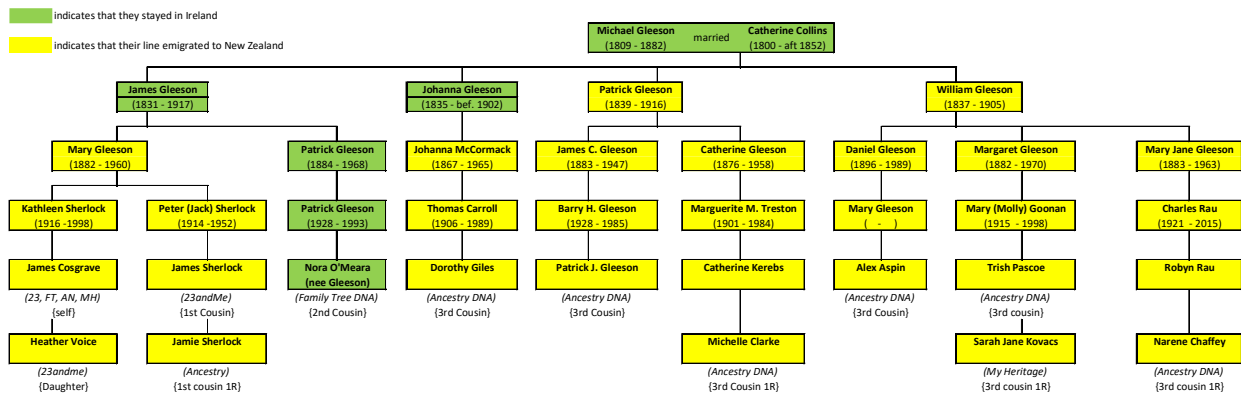 indicates that they stayed in Ireland
indicates that their line emigrated to New Zealand
Michael Gleeson married Catherine Collins
(1809 - 1882) (1800 - aft 1852)
James Gleeson Johanna Gleeson Patrick Gleeson William Gleeson
(1831 - 1917) (1835 - bef. 1902) (1839 - 1916) (1837 - 1905)
Mary Gleeson Patrick Gleeson Johanna McCormack James C. Gleeson Catherine Gleeson Daniel Gleeson Margaret Gleeson Mary Jane Gleeson
(1882 - 1960) (1884 - 1968) (1867 - 1965) (1883 - 1947) (1876 - 1958) (1896 - 1989) (1882 - 1970) (1883 - 1963)
Kathleen Sherlock Peter (Jack) Sherlock Patrick Gleeson Thomas Carroll Barry H. Gleeson Marguerite M. Treston Mary Gleeson Mary (Molly) Goonan Charles Rau
(1916 -1998) (1914 -1952) (1928 - 1993) (1906 - 1989) (1928 - 1985) (1901 - 1984) ( - ) (1915 - 1998) (1921 - 2015)
James Cosgrave James Sherlock Nora O'Meara Dorothy Giles Patrick J. Gleeson Catherine Kerebs Alex Aspin Trish Pascoe Robyn Rau
(nee Gleeson)
(23, FT, AN, MH) (23andMe) (Family Tree DNA) (Ancestry DNA) (Ancestry DNA) (Ancestry DNA) (Ancestry DNA)
{self} {1st Cousin} {2nd Cousin} {3rd Cousin} {3rd Cousin} {3rd Cousin} {3rd cousin}
Heather Voice Jamie Sherlock Michelle Clarke Sarah Jane Kovacs Narene Chaffey
(23andme) (Ancestry) (Ancestry DNA) (My Heritage) (Ancestry DNA)
{Daughter} {1st cousin 1R} {3rd Cousin 1R} {3rd cousin 1R} {3rd cousin 1R}